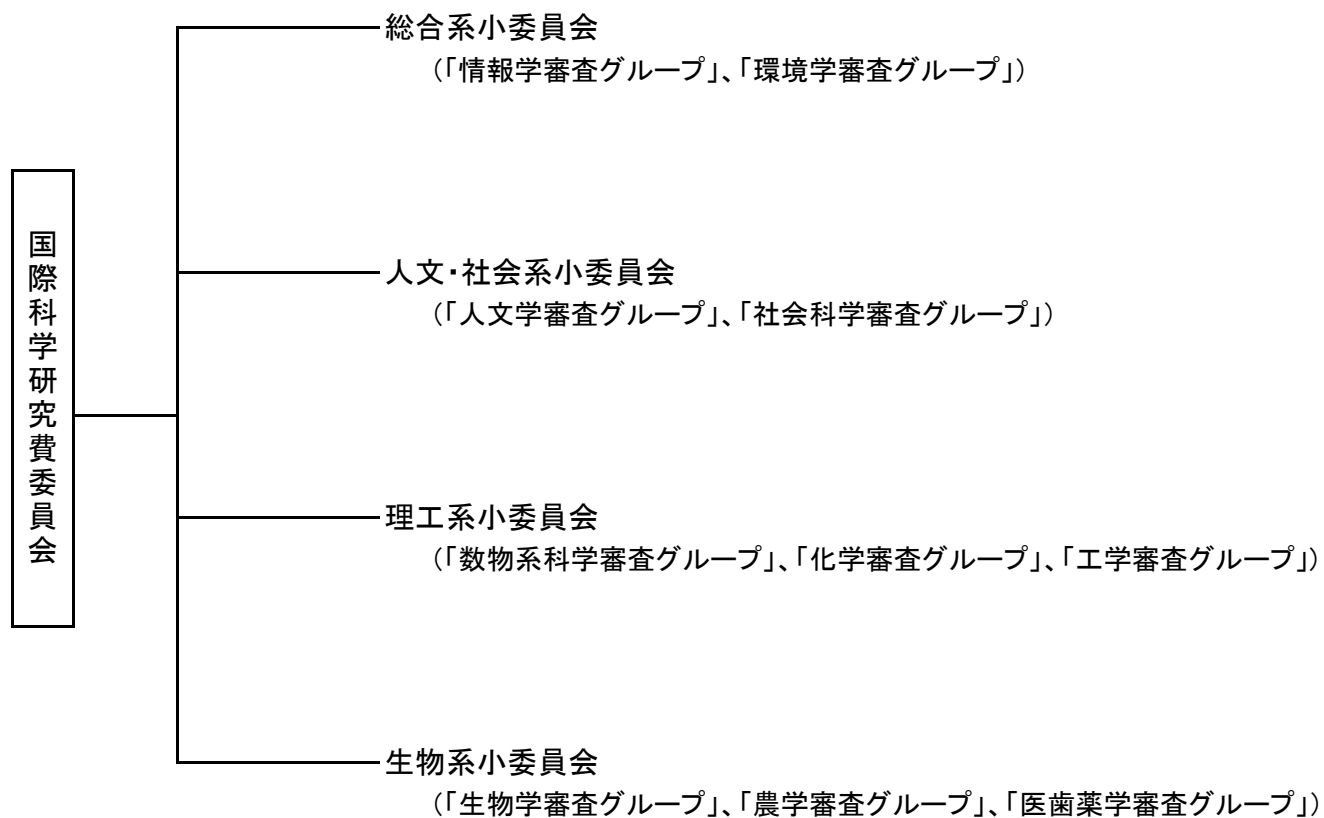 国際科学研究費委員会
総合系小委員会
（「情報学審査グループ」、「環境学審査グループ」）
人文・社会系小委員会
（「人文学審査グループ」、「社会科学審査グループ」）
理工系小委員会
（「数物系科学審査グループ」、「化学審査グループ」、「工学審査グループ」）
生物系小委員会
（「生物学審査グループ」、「農学審査グループ」、「医歯薬学審査グループ」）